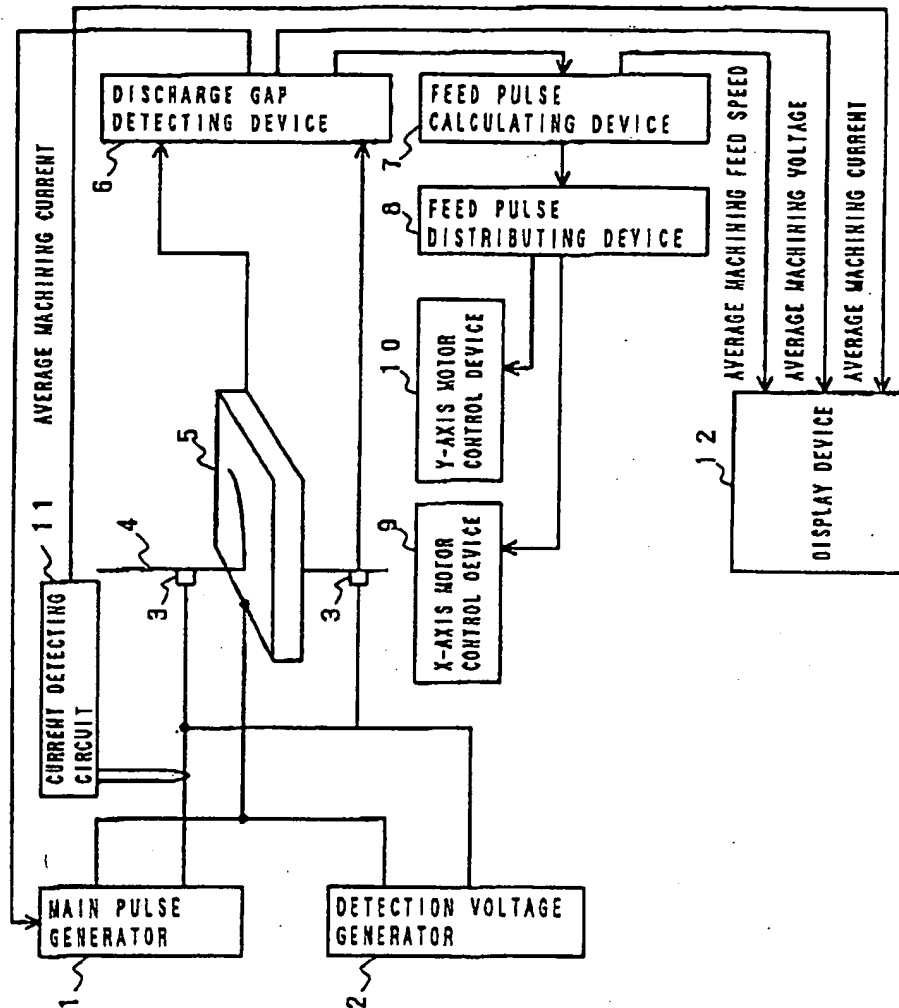 AVERAGE MACHINING CURRENT
11
CURRENT DETECTING
CIRCUIT
4
3
3
5
6
DISCHARGE GAP
DETECTING DEVICE
1
MAIN PULSE
GENERATOR
2
DETECTION VOLTAGE
GENERATOR
7
FEED PULSE
CALCULATING DEVICE
8
FEED PULSE
DISTRIBUTING DEVICE
9
X-AXIS MOTOR
CONTROL DEVICE
10
Y-AXIS MOTOR
CONTROL DEVICE
AVERAGE MACHINING FEED SPEED
AVERAGE MACHINING VOLTAGE
AVERAGE MACHINING CURRENT
12
DISPLAY DEVICE